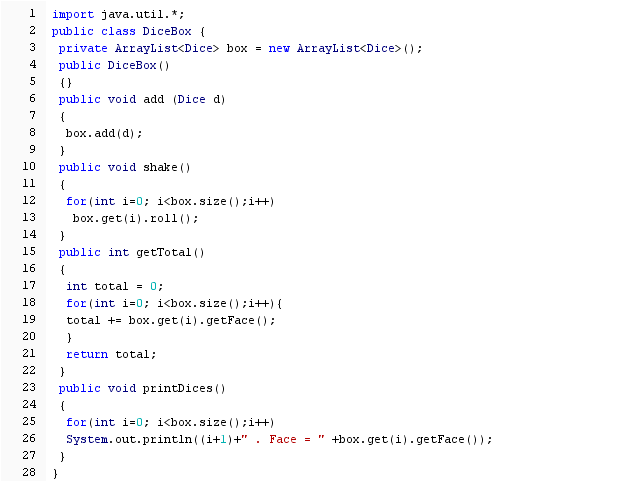 1 import java.util.*;
2 public class DiceBox {
3 private ArrayList<Dice> box = new ArrayList<Dice>();
4 public DiceBox()
5 {}
6 public void add (Dice d)
7 {
8 box.add(d);
9 }
10 public void shake()
11 {
12 for(int i=0; i<box.size();i++)
13 box.get(i).roll();
14 }
15 public int getTotal()
16 {
17 int total = 0;
18 for(int i=0; i<box.size();i++){
19 total += box.get(i).getFace();
20 }
21 return total;
22 }
23 public void printDices()
24 {
25 for(int i=0; i<box.size();i++)
26 System.out.println((i+1)+" . Face = " +box.get(i).getFace());
27 }
28 }